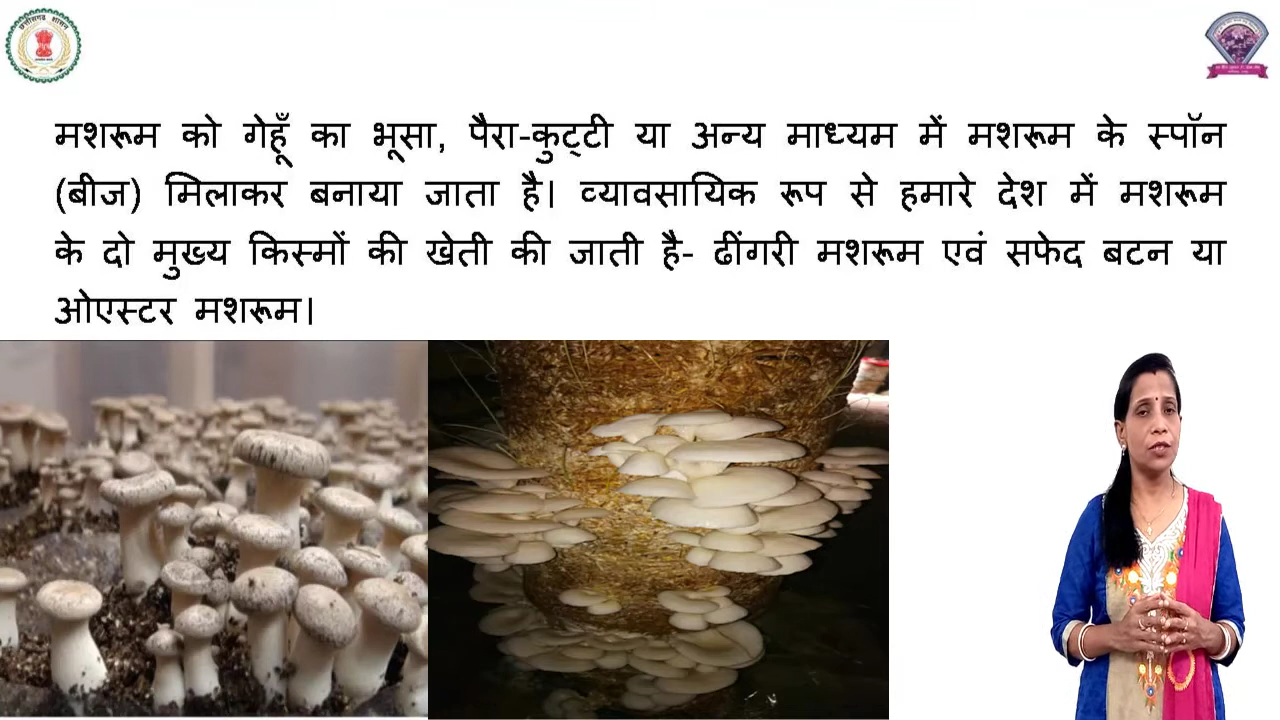 मशरूम को गेहूँ का भूसा, पैरा-कुट्टी या अन्य माध्यम में मशरूम के स्पॉन
(बीज) मिलाकर बनाया जाता है। व्यावसायिक रूप से हमारे देश में मशरूम
के दो मुख्य किस्मों की खेती की जाती है- ढींगरी मशरूम एवं सफेद बटन या
ओएस्टर मशरूम।